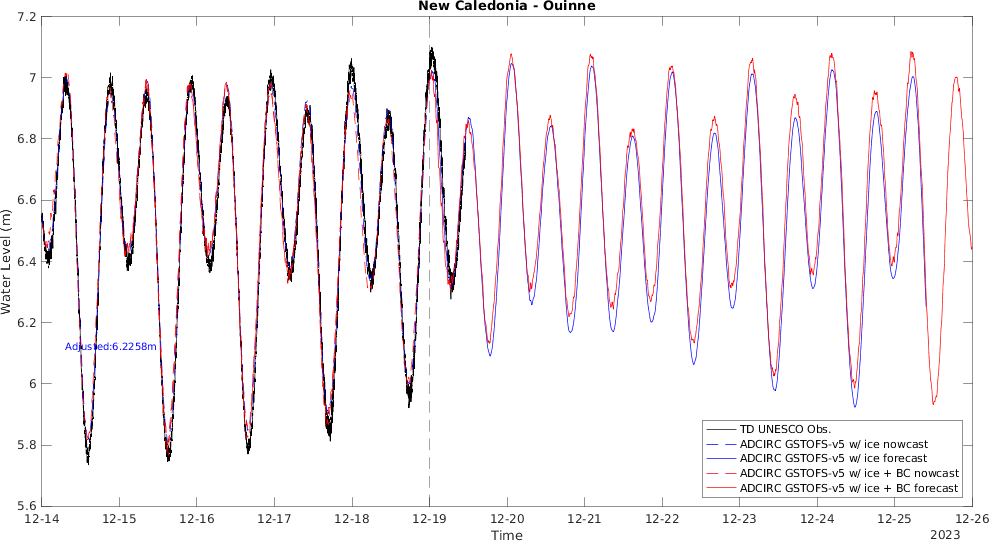 New Caledonia - Ouinne
7.2
7
6.8
6.6
6.4
6.2
6
5.8
5.6
Water Level (m)
Adjusted:6.2258m
TD UNESCO Obs.
ADCIRC GSTOFS-v5 w/ ice nowcast
ADCIRC GSTOFS-v5 w/ ice forecast
ADCIRC GSTOFS-v5 w/ ice + BC nowcast
ADCIRC GSTOFS-v5 w/ ice + BC forecast
12-14 12-15 12-16 12-17 12-18 12-19 12-20 12-21 12-22 12-23 12-24 12-25 12-26
Time
2023